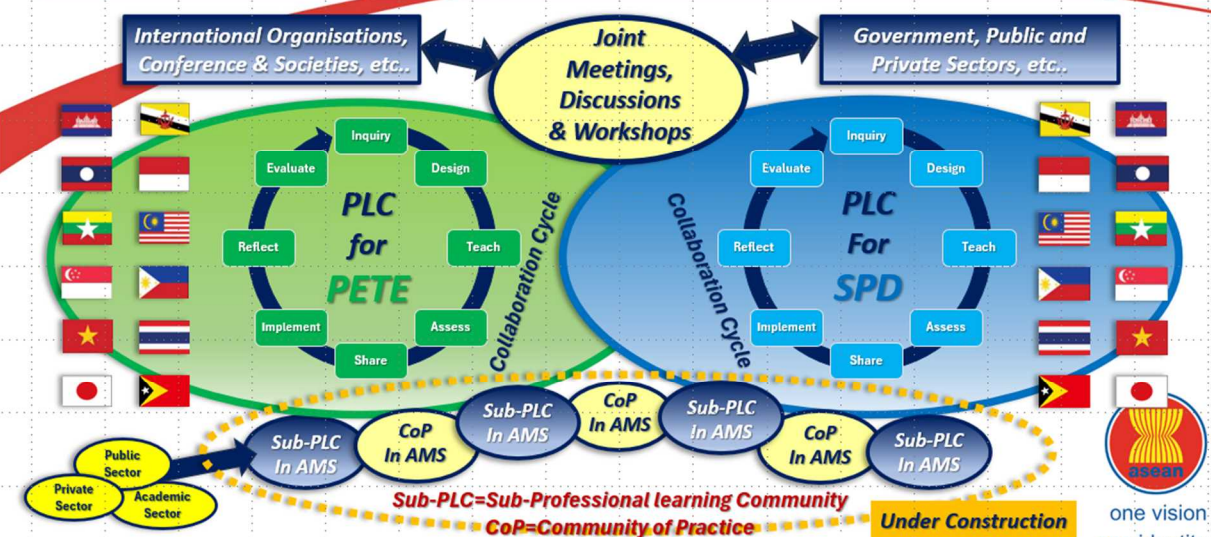 International Organisations,
Conference & Societies, etc..
Joint
Meetings,
Discussions
& Workshops
Government, Public and
Private Sectors, etc..
Inquiry
Design
Teach
Assess
Share
Implement
Reflect
Evaluate
PLC
for
PETE
Collaboration Cycle
Inquiry
Design
Teach
Assess
Share
Implement
Reflect
Evaluate
PLC
For
SPD
Collaboration Cycle
Sub-PLC
In AMS
CoP
In AMS
Sub-PLC
In AMS
CoP
In AMS
Sub-PLC
In AMS
CoP
In AMS
Sub-PLC
In AMS
Public
Sector
Private
Sector
Academic
Sector
Sub-PLC=Sub-Professional learning Community
CoP=Community of Practice
Under Construction
asean
one vision